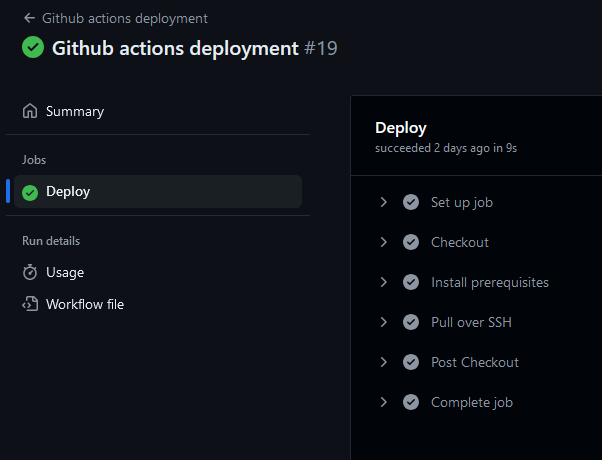 Github actions deployment
Github actions deployment #19
Summary
Jobs
Deploy
Run details
Usage
Workflow file
Deploy
succeeded 2 days ago in 9s
Set up job
Checkout
Install prerequisites
Pull over SSH
Post Checkout
Complete job